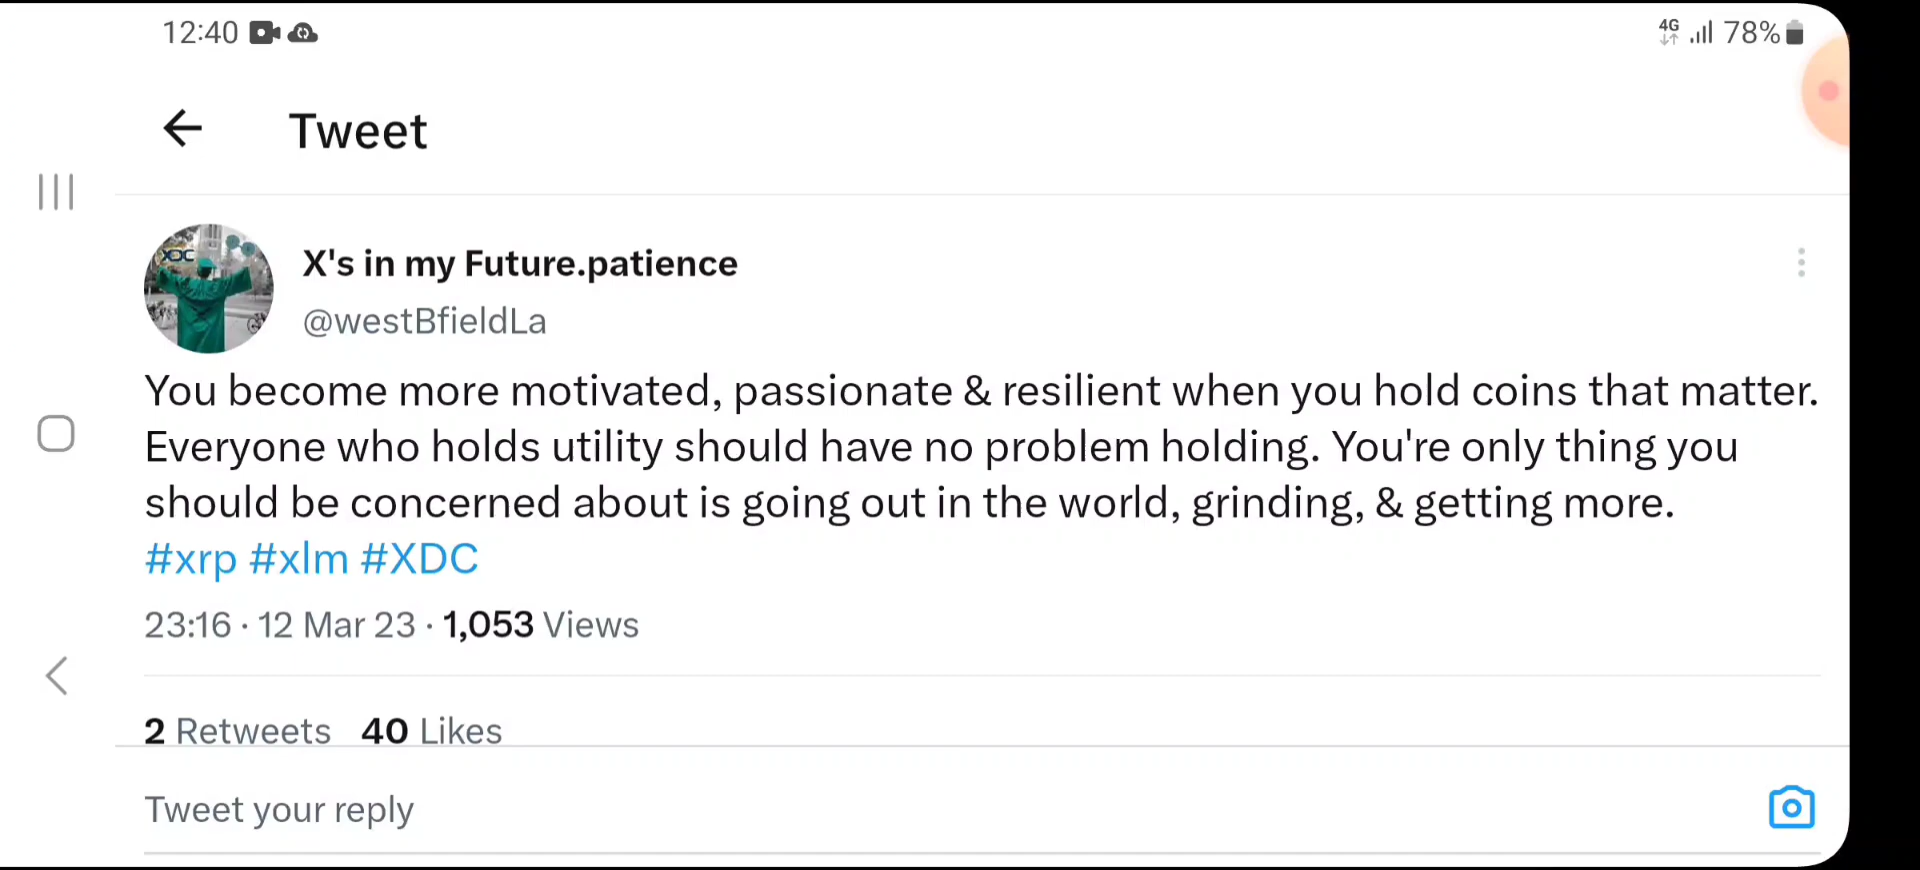 12:40 4G 78%
Tweet
XDC
X's in my Future.patience
@westBfieldLa
You become more motivated, passionate & resilient when you hold coins that matter.
Everyone who holds utility should have no problem holding. You're only thing you
should be concerned about is going out in the world, grinding, & getting more.
#xrp #xlm #XDC
23:16 · 12 Mar 23 · 1,053 Views
2 Retweets 40 Likes
Tweet your reply